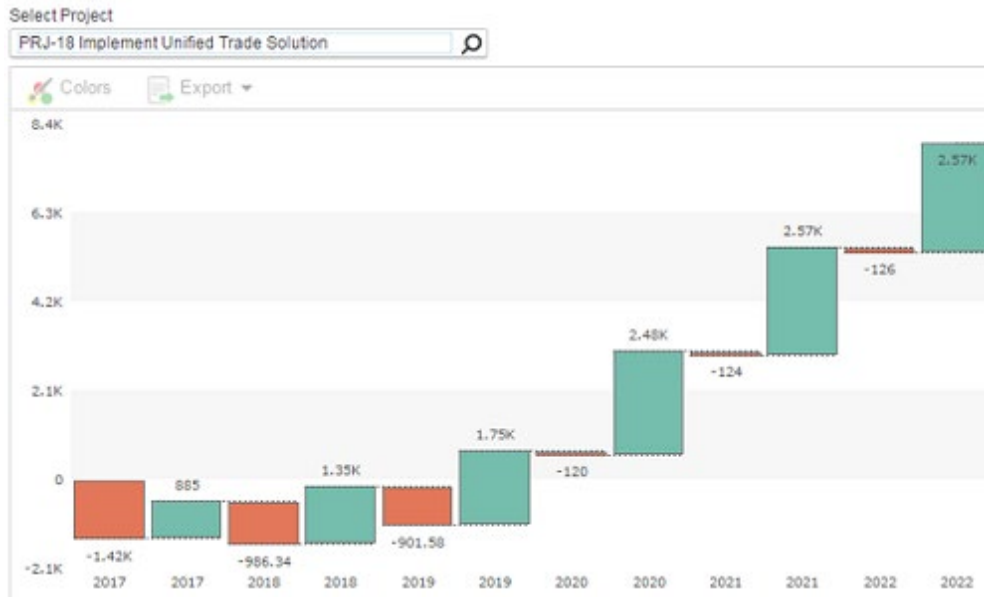 Select Project
PRJ-18 Implement Unified Trade Solution
Colors Export
8.4K
2.57K
6.3K
2.57K
-126
4.2K
2.48K
-124
2.1K
1.75K
-120
0
885
1.35K
-901.58
-1.42K
-986.34
-2.1K
2017 2017 2018 2018 2019 2019 2020 2020 2021 2021 2022 2022